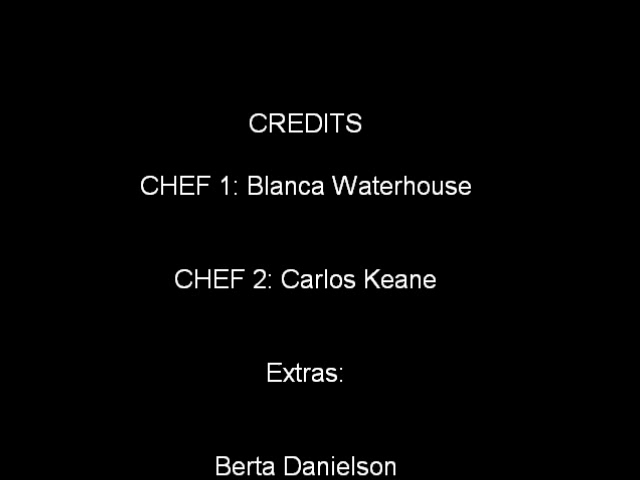 CREDITS
CHEF 1: Blanca Waterhouse
CHEF 2: Carlos Keane
Extras:
Berta Danielson